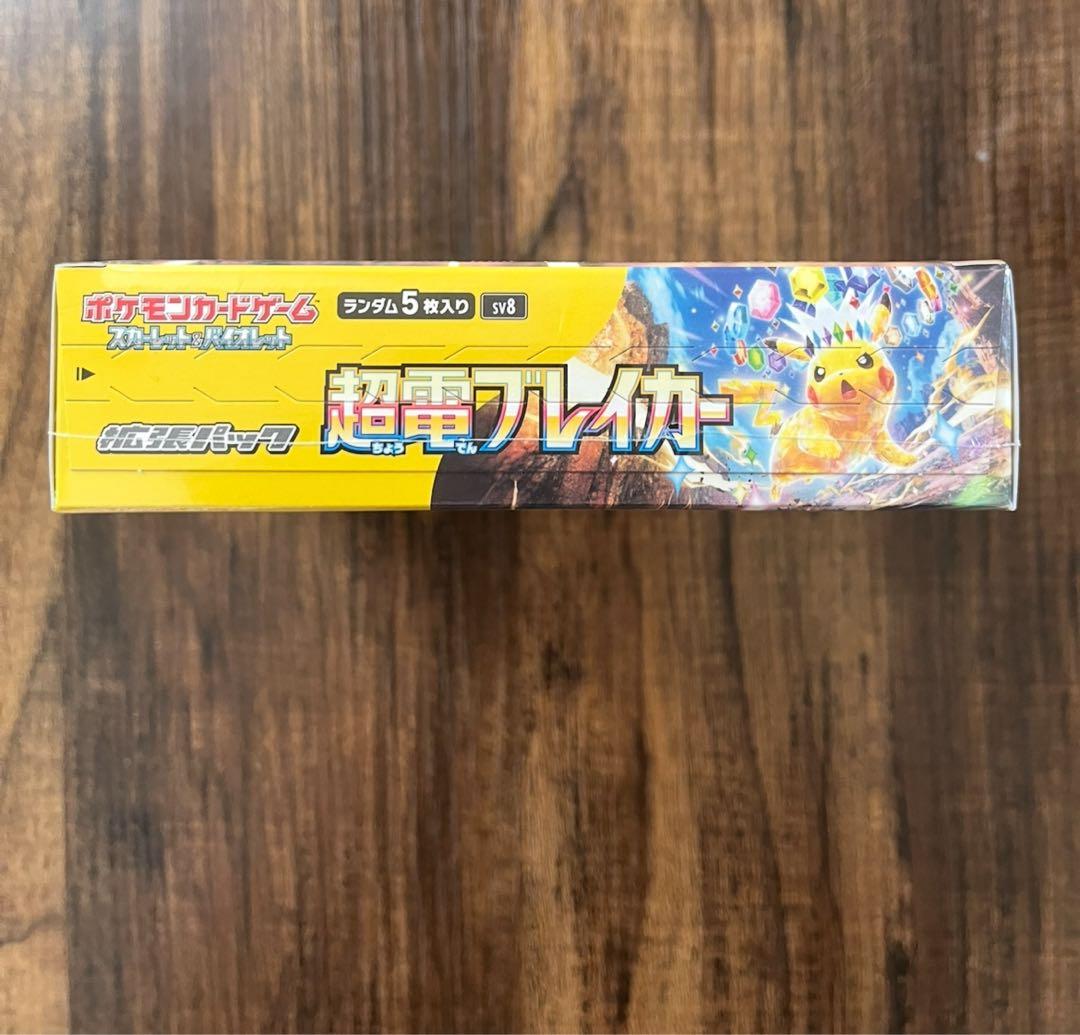 ポケモンカードゲーム
スカーレット&バイオレット
ランダム5枚入り
SV8
拡張パック
超電ブレイカー
ちょう でん